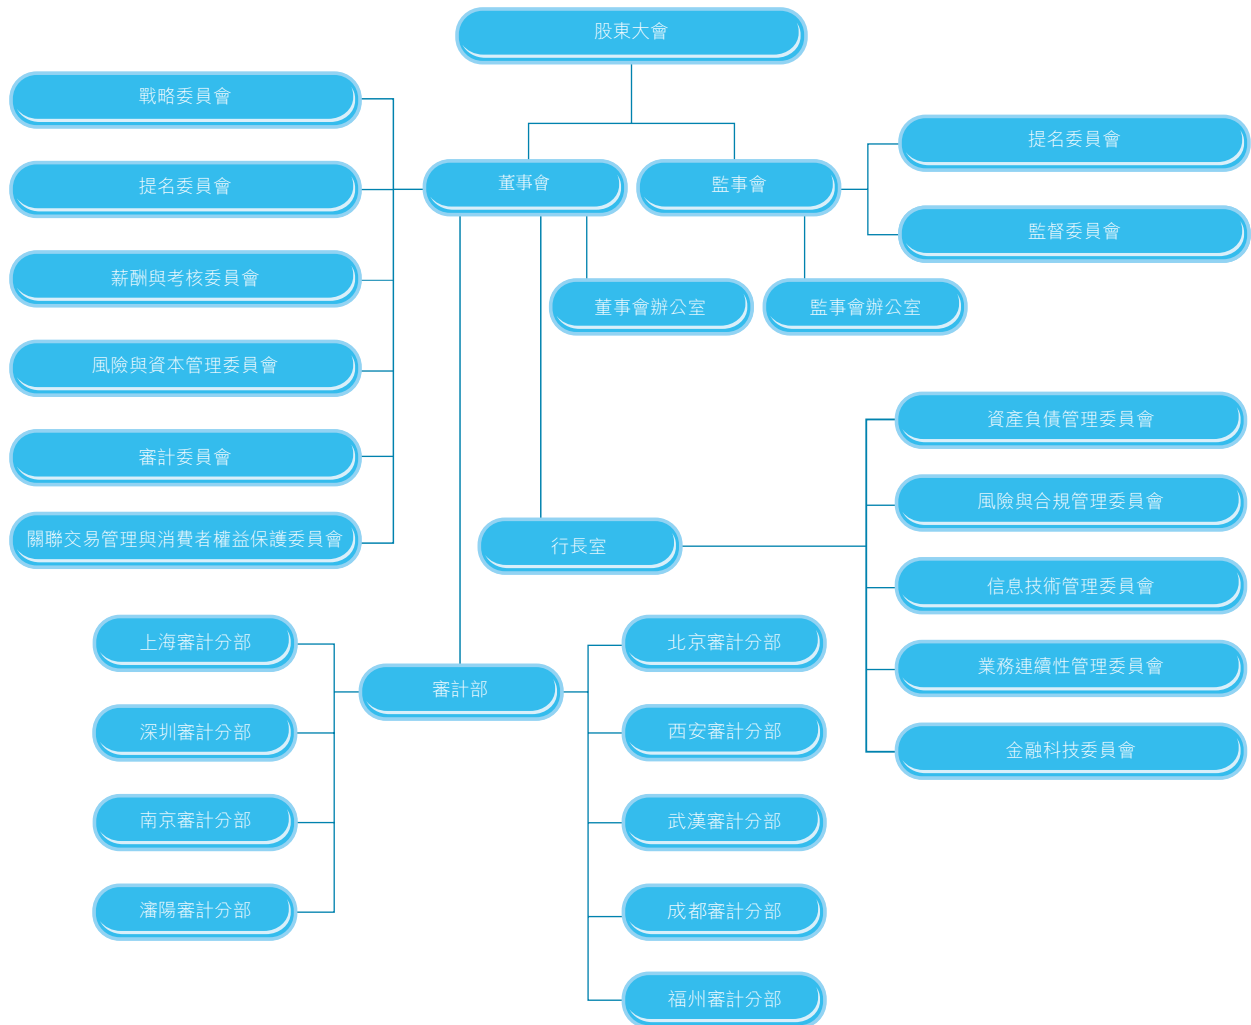 股東大會
戰略委員會
提名委員會
薪酬與考核委員會
風險與資本管理委員會
審計委員會
關聯交易管理與消費者權益保護委員會
董事會
監事會
提名委員會
監督委員會
董事會辦公室
監事會辦公室
行長室
資產負債管理委員會
風險與合規管理委員會
信息技術管理委員會
業務連續性管理委員會
金融科技委員會
審計部
上海審計分部
深圳審計分部
南京審計分部
瀋陽審計分部
北京審計分部
西安審計分部
武漢審計分部
成都審計分部
福州審計分部